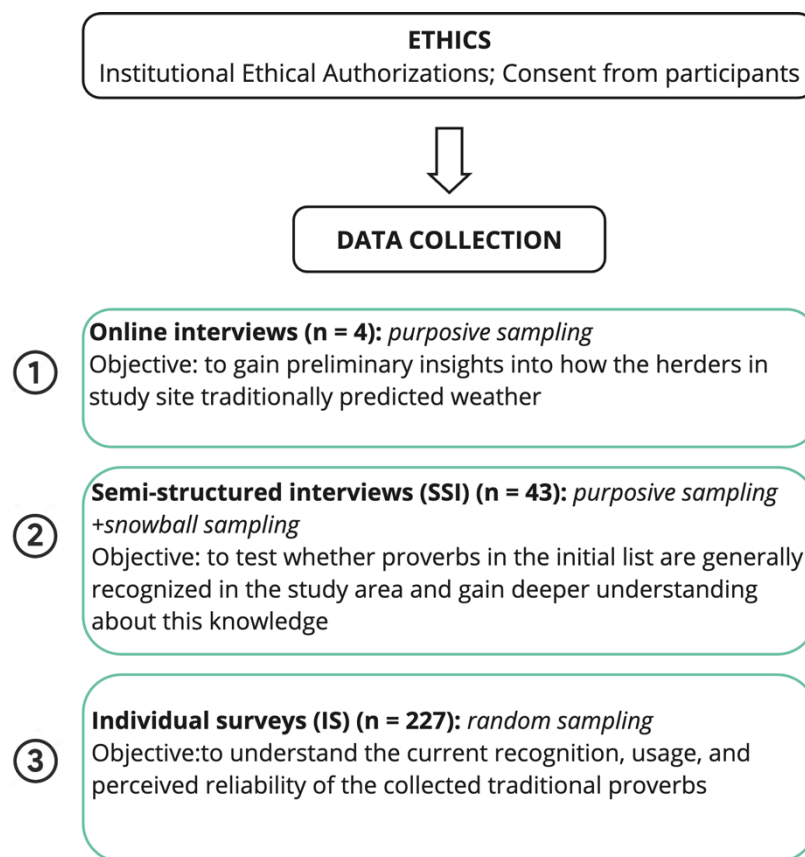 ETHICS
Institutional Ethical Authorizations; Consent from participants
DATA COLLECTION
1
Online interviews (n = 4): purposive sampling
Objective: to gain preliminary insights into how the herders in
study site traditionally predicted weather
2
Semi-structured interviews (SSI) (n = 43): purposive sampling
+snowball sampling
Objective: to test whether proverbs in the initial list are generally
recognized in the study area and gain deeper understanding
about this knowledge
3
Individual surveys (IS) (n = 227): random sampling
Objective:to understand the current recognition, usage, and
perceived reliability of the collected traditional proverbs